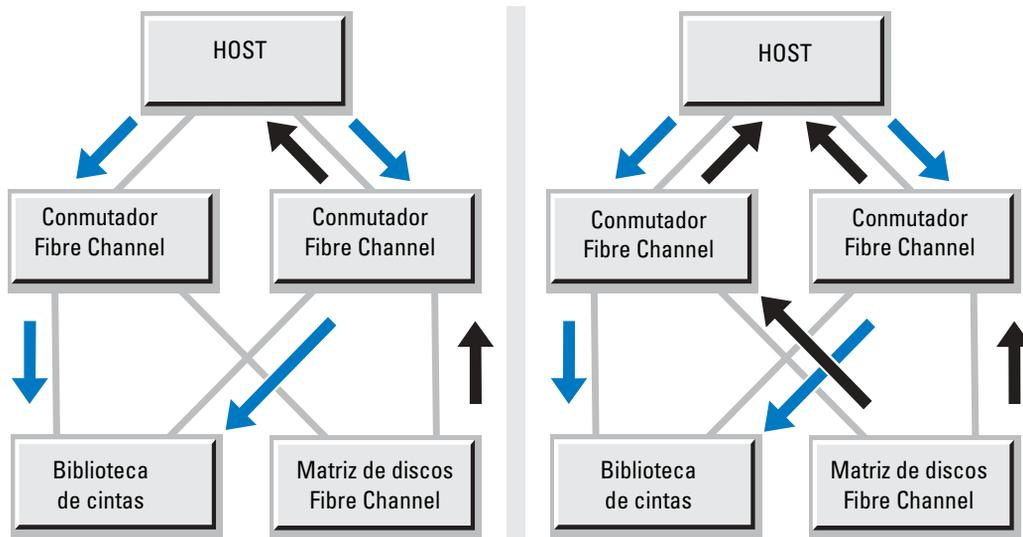 HOST
Conmutador
Fibre Channel
Conmutador
Fibre Channel
Biblioteca
de cintas
Matriz de discos
Fibre Channel
HOST
Conmutador
Fibre Channel
Conmutador
Fibre Channel
Biblioteca
de cintas
Matriz de discos
Fibre Channel